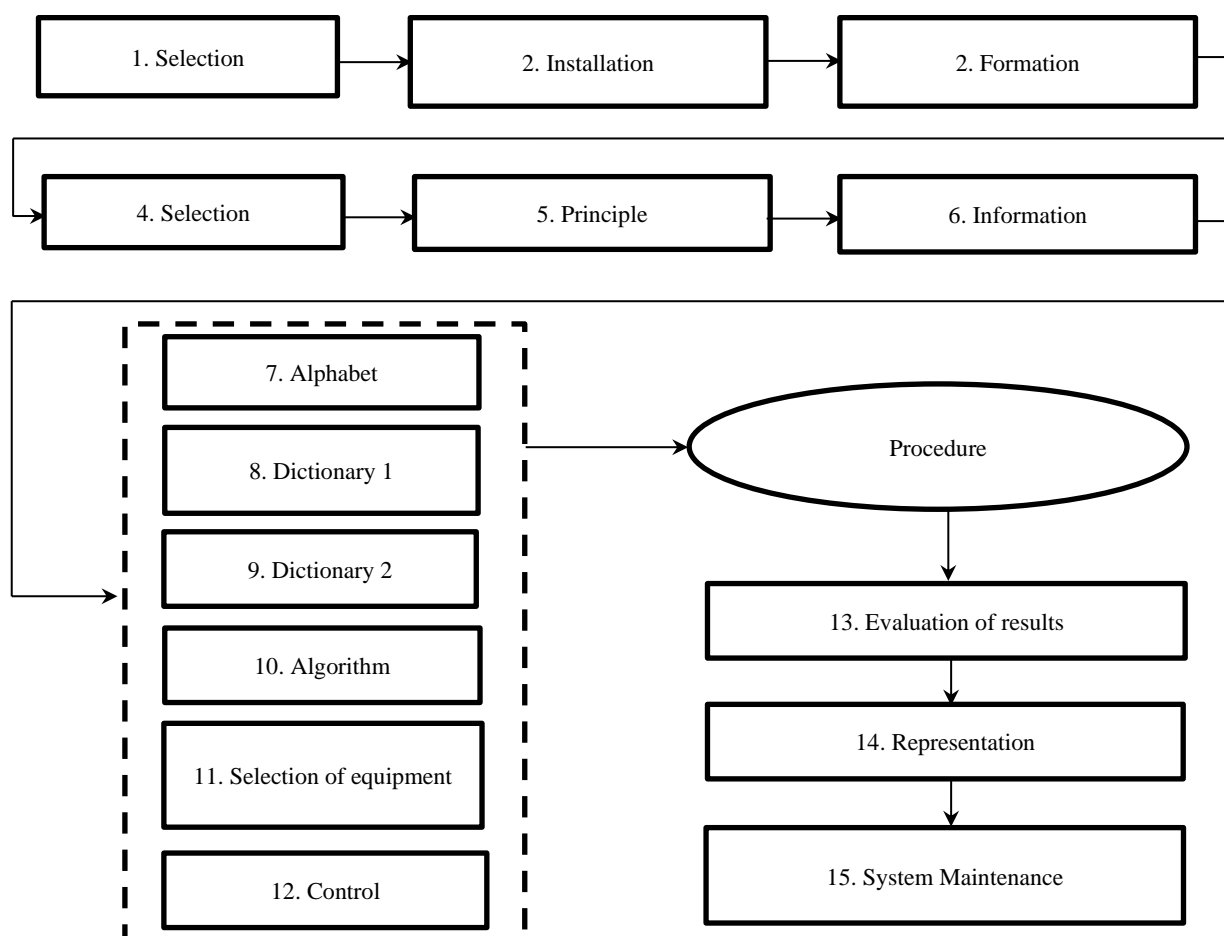 1. Selection
2. Installation
2. Formation
4. Selection
5. Principle
6. Information
7. Alphabet
8. Dictionary 1
9. Dictionary 2
10. Algorithm
11. Selection of equipment
12. Control
Procedure
13. Evaluation of results
14. Representation
15. System Maintenance